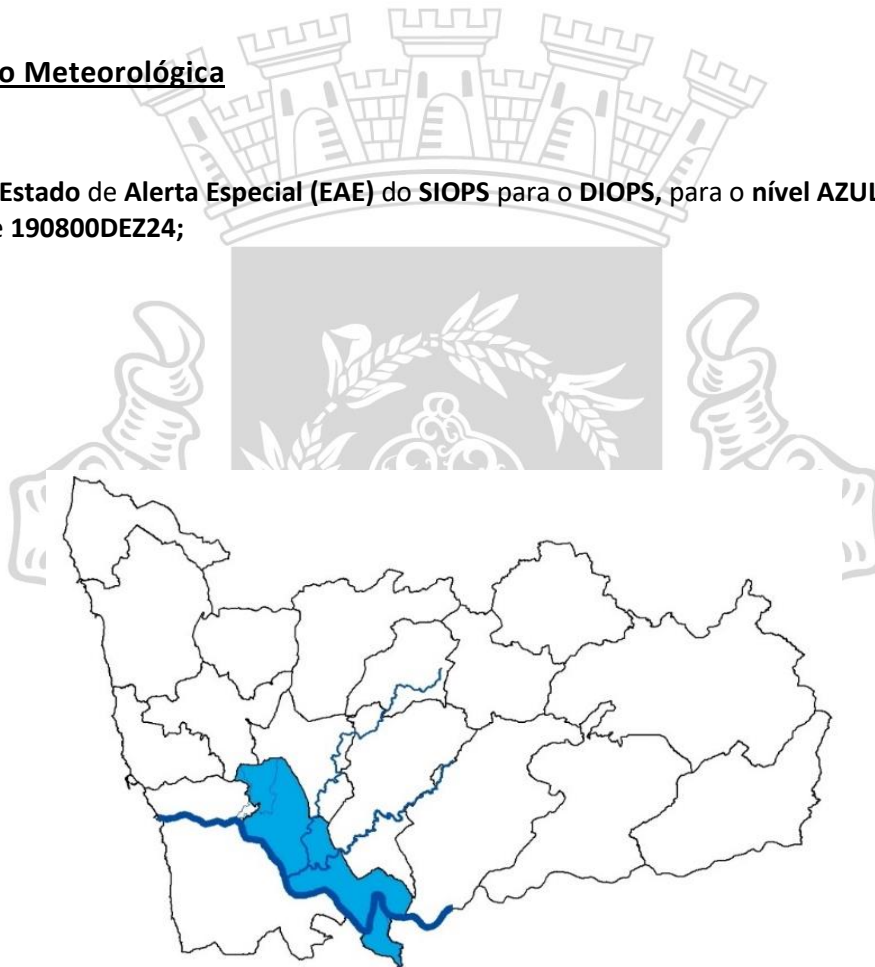 o Meteorológica
Estado de Alerta Especial (EAE) do SIOPS para o DIOPS, para o nível AZUL
e 190800DEZ24;